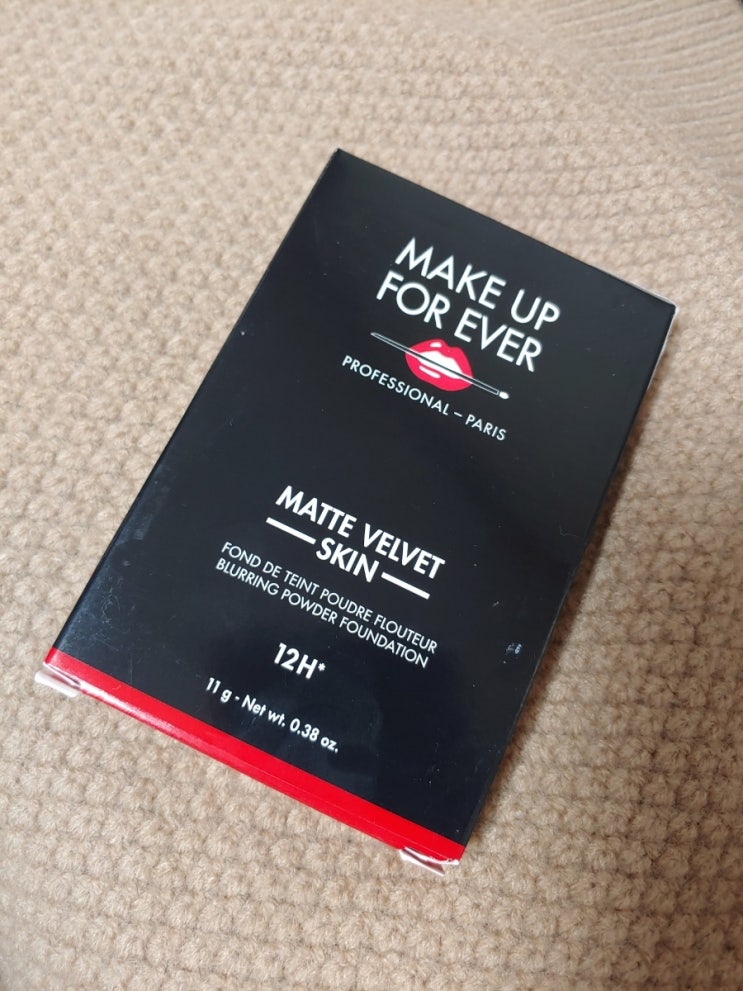 MAKE UP
FOR EVER
PROFESSIONAL – PARIS
MATTE VELVET
SKIN
FOND DE TEINT POUDRE FLOUTEUR
BLURRING POWDER FOUNDATION
12H*
11 g - Net wt. 0.38 oz.